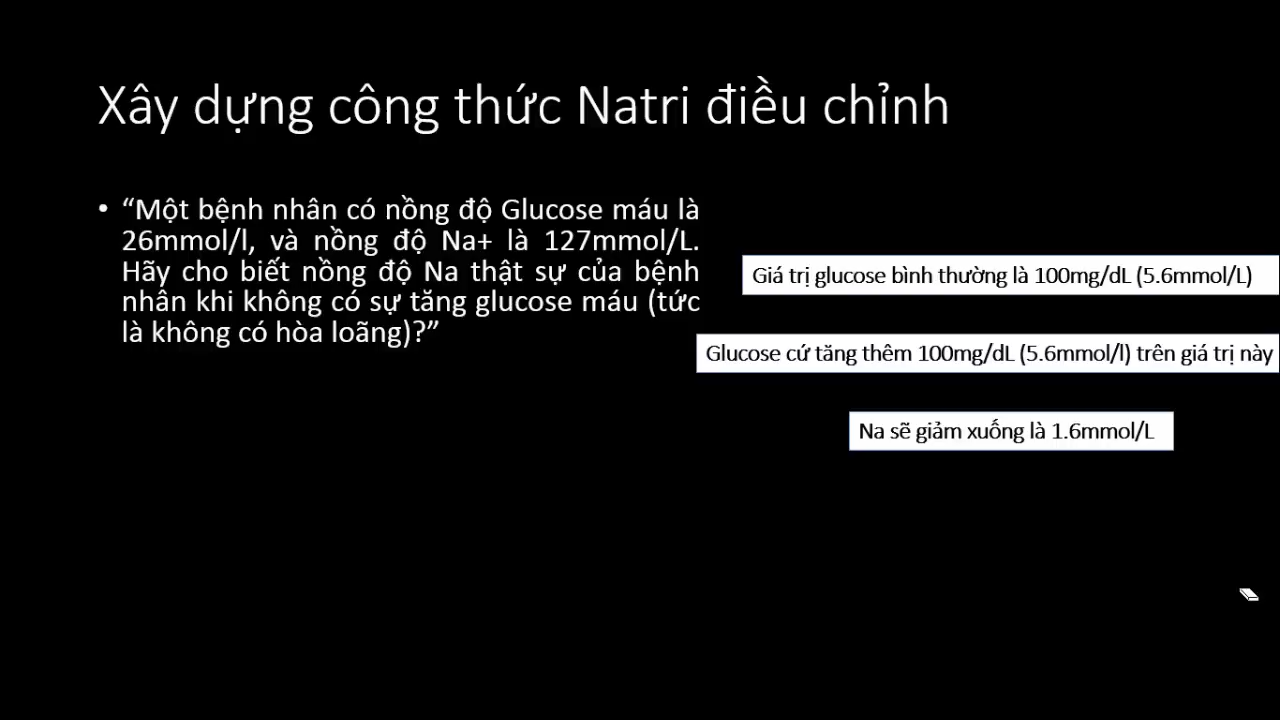 Xây dựng công thức Natri điều chỉnh
• “Một bệnh nhân có nồng độ Glucose máu là
26mmol/l, và nồng độ Na+ là 127mmol/L.
Hãy cho biết nồng độ Na thật sự của bệnh
nhân khi không có sự tăng glucose máu (tức
là không có hòa loãng)?”
Giá trị glucose bình thường là 100mg/dL (5.6mmol/L)
Glucose cứ tăng thêm 100mg/dL (5.6mmol/l) trên giá trị này
Na sẽ giảm xuống là 1.6mmol/L